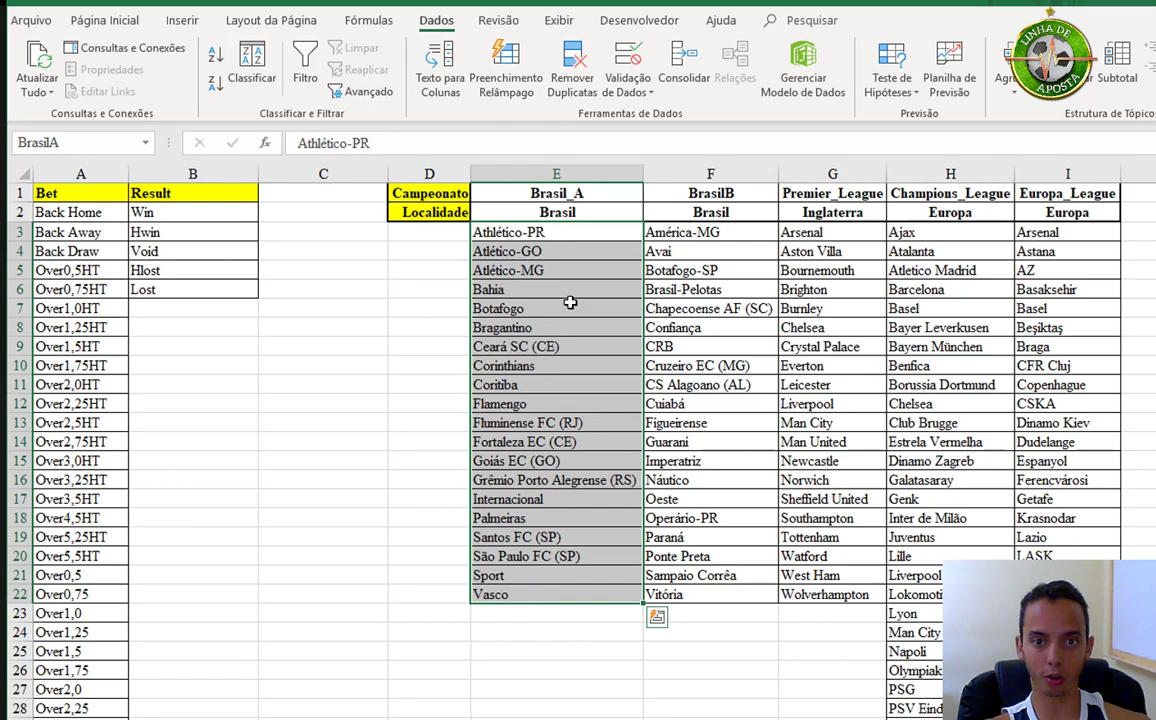 Arquivo Página Inicial Inserir Layout da Página Fórmulas Dados Revisão Exibir Desenvolvedor Ajuda Pesquisar
Atualizar Tudo
Consultas e Conexões
Propriedades
Editar Links
Consultas e Conexões
Classificar
Filtro
Limpar
Reaplicar
Avançado
Classificar e Filtrar
Texto para Colunas
Preenchimento Relâmpago
Remover Duplicatas
Validação de Dados
Consolidar
Relações
Gerenciar Modelo de Dados
Ferramentas de Dados
Teste de Hipóteses
Planilha de Previsão
Previsão
Subtotal
Estrutura de Tópico
LINHA DE
APOSTA
BrasilA fx Athlético-PR
A B C D E F G H I
1 Bet Result Campeonato Brasil_A BrasilB Premier_League Champions_League Europa_League
2 Back Home Win Localidade Brasil Brasil Inglaterra Europa Europa
3 Back Away Hwin Athlético-PR América-MG Arsenal Ajax Arsenal
4 Back Draw Void Atlético-GO Avai Aston Villa Atalanta Astana
5 Over0,5HT Hlost Atlético-MG Botafogo-SP Bournemouth Atletico Madrid AZ
6 Over0,75HT Lost Bahia Brasil-Pelotas Brighton Barcelona Basaksehir
7 Over1,0HT Botafogo Chapecoense AF (SC) Burnley Basel Basel
8 Over1,25HT Bragantino Confiança Chelsea Bayer Leverkusen Beşiktaş
9 Over1,5HT Ceará SC (CE) CRB Crystal Palace Bayern München Braga
10 Over1,75HT Corinthians Cruzeiro EC (MG) Everton Benfica CFR Cluj
11 Over2,0HT Coritiba CS Alagoano (AL) Leicester Borussia Dortmund Copenhague
12 Over2,25HT Flamengo Cuiabá Liverpool Chelsea CSKA
13 Over2,5HT Fluminense FC (RJ) Figueirense Man City Club Brugge Dinamo Kiev
14 Over2,75HT Fortaleza EC (CE) Guarani Man United Estrela Vermelha Dudelange
15 Over3,0HT Goiás EC (GO) Imperatriz Newcastle Dinamo Zagreb Espanyol
16 Over3,25HT Grêmio Porto Alegrense (RS) Náutico Norwich Galatasaray Ferencvárosi
17 Over3,5HT Internacional Oeste Sheffield United Genk Getafe
18 Over4,5HT Palmeiras Operário-PR Southampton Inter de Milão Krasnodar
19 Over5,25HT Santos FC (SP) Paraná Tottenham Juventus Lazio
20 Over5,5HT São Paulo FC (SP) Ponte Preta Watford Lille LASK
21 Over0,5 Sport Sampaio Corrêa West Ham Liverpool
22 Over0,75 Vasco Vitória Wolverhampton Lokomoti
23 Over1,0 Lyon
24 Over1,25 Man City
25 Over1,5 Napoli
26 Over1,75 Olympiak
27 Over2,0 PSG
28 Over2,25 PSV Eind